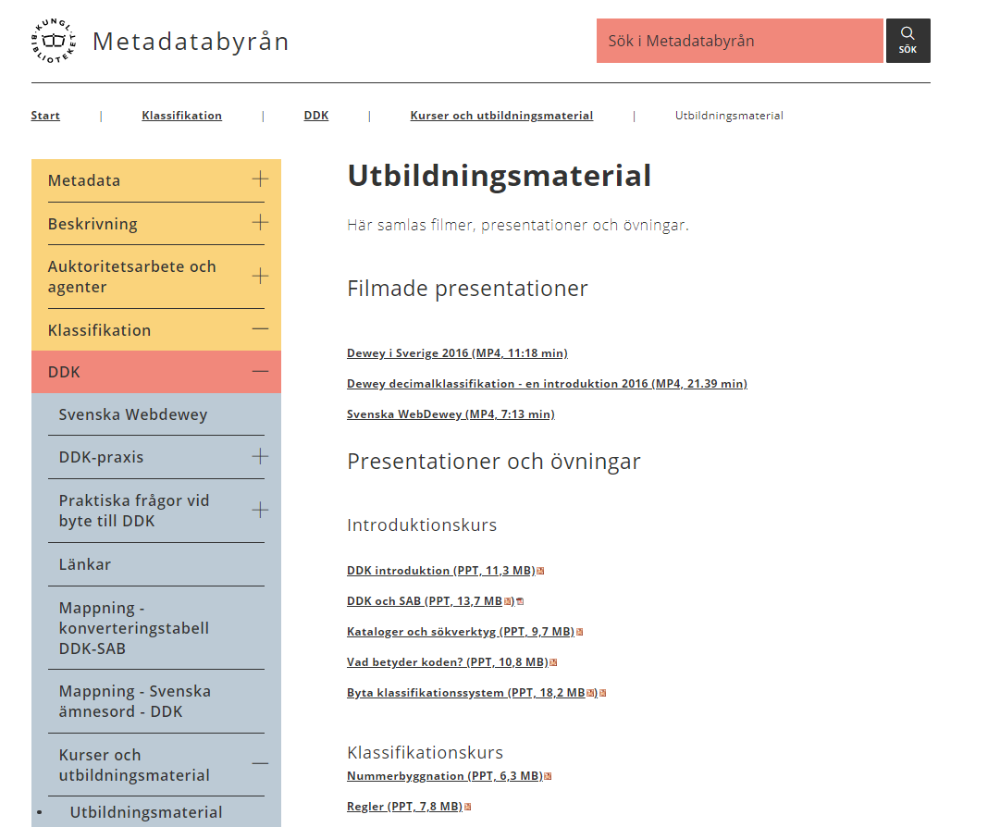 KUNGL. BIBLIOTEKET
Metadatabyrån
Sök i Metadatabyrån
SÖK
Start | Klassifikation | DDK | Kurser och utbildningsmaterial | Utbildningsmaterial
Metadata
Beskrivning
Auktoritetsarbete och
agenter
Klassifikation
DDK
Svenska Webdewey
DDK-praxis
Praktiska frågor vid
byte till DDK
Länkar
Mappning -
konverteringstabell
DDK-SAB
Mappning - Svenska
ämnesord - DDK
Kurser och
utbildningsmaterial
• Utbildningsmaterial
Utbildningsmaterial
Här samlas filmer, presentationer och övningar.
Filmade presentationer
Dewey i Sverige 2016 (MP4, 11:18 min)
Dewey decimalklassifikation - en introduktion 2016 (MP4, 21.39 min)
Svenska WebDewey (MP4, 7:13 min)
Presentationer och övningar
Introduktionskurs
DDK introduktion (PPT, 11,3 MB)
DDK och SAB (PPT, 13,7 MB)
Kataloger och sökverktyg (PPT, 9,7 MB)
Vad betyder koden? (PPT, 10,8 MB)
Byta klassifikationssystem (PPT, 18,2 MB)
Klassifikationskurs
Nummerbyggnation (PPT, 6,3 MB)
Regler (PPT, 7,8 MB)